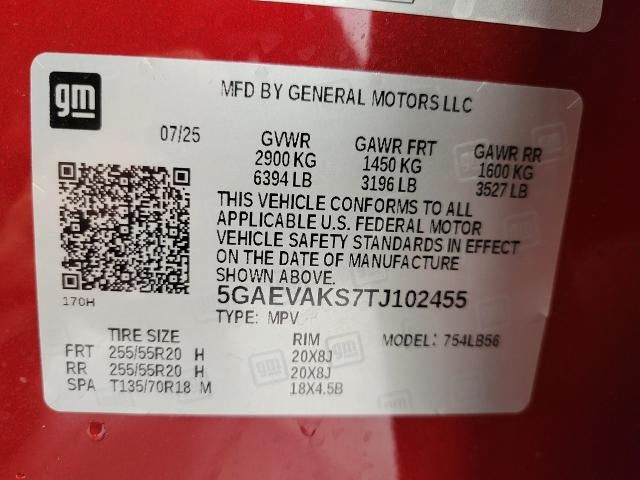 gm
MFD BY GENERAL MOTORS LLC
07/25
GVWR GAWR FRT GAWR RR
2900 KG 1450 KG 1600 KG
6394 LB 3196 LB 3527 LB
THIS VEHICLE CONFORMS TO ALL
APPLICABLE U.S. FEDERAL MOTOR
VEHICLE SAFETY STANDARDS IN EFFECT
ON THE DATE OF MANUFACTURE
SHOWN ABOVE.
5GAEVAKS7TJ102455
170H
TYPE: MPV
TIRE SIZE RIM MODEL: 754LB56
FRT 255/55R20 H 20X8J
RR 255/55R20 H 20X8J
SPA T135/70R18 M 18X4.5B